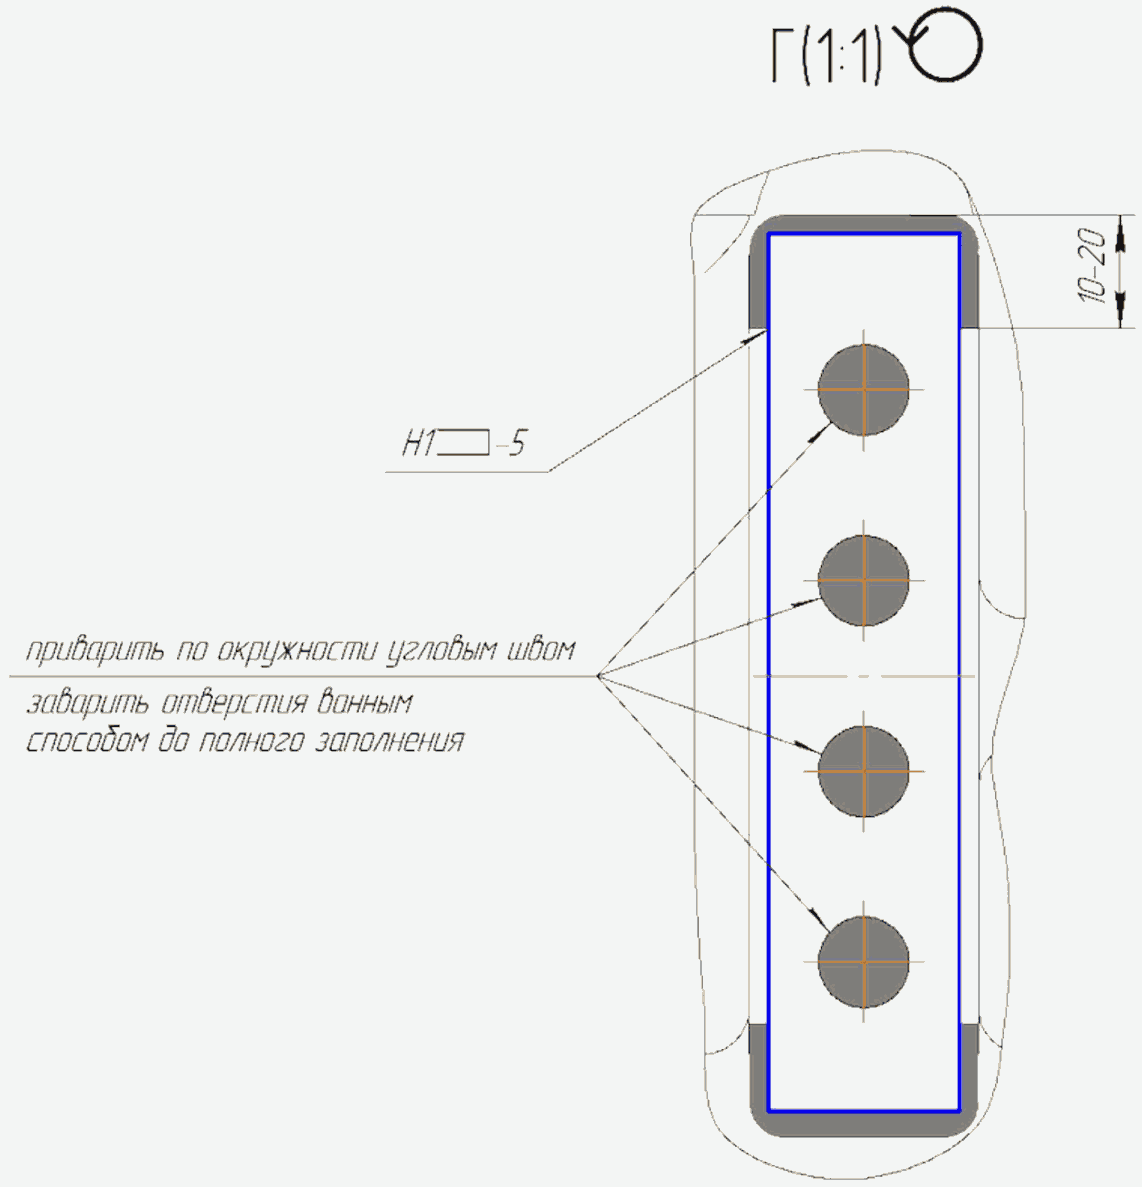 Г(1:1)
10-20
Н1 -5
приварить по окружности угловым швом
заварить отверстия ванным
способом до полного заполнения